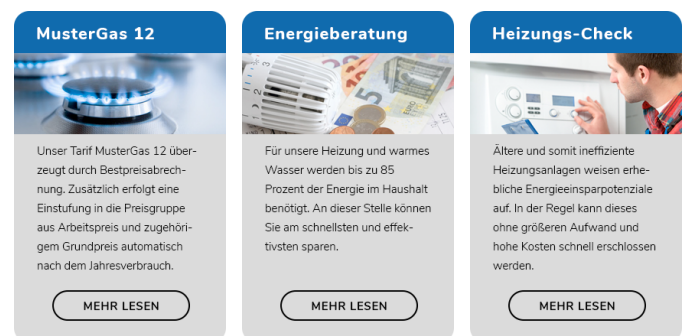 MusterGas 12
Unser Tarif MusterGas 12 über-
zeugt durch Bestpreisabrech-
nung. Zusätzlich erfolgt eine
Einstufung in die Preisgruppe
aus Arbeitspreis und zugehöri-
gem Grundpreis automatisch
nach dem Jahresverbrauch.
MEHR LESEN
Energieberatung
Für unsere Heizung und warmes
Wasser werden bis zu 85
Prozent der Energie im Haushalt
benötigt. An dieser Stelle können
Sie am schnellsten und effek-
tivsten sparen.
MEHR LESEN
Heizungs-Check
Ältere und somit ineffiziente
Heizungsanlagen weisen erhe-
bliche Energieeinsparpotenziale
auf. In der Regel kann dieses
ohne größeren Aufwand und
hohe Kosten schnell erschlossen
werden.
MEHR LESEN